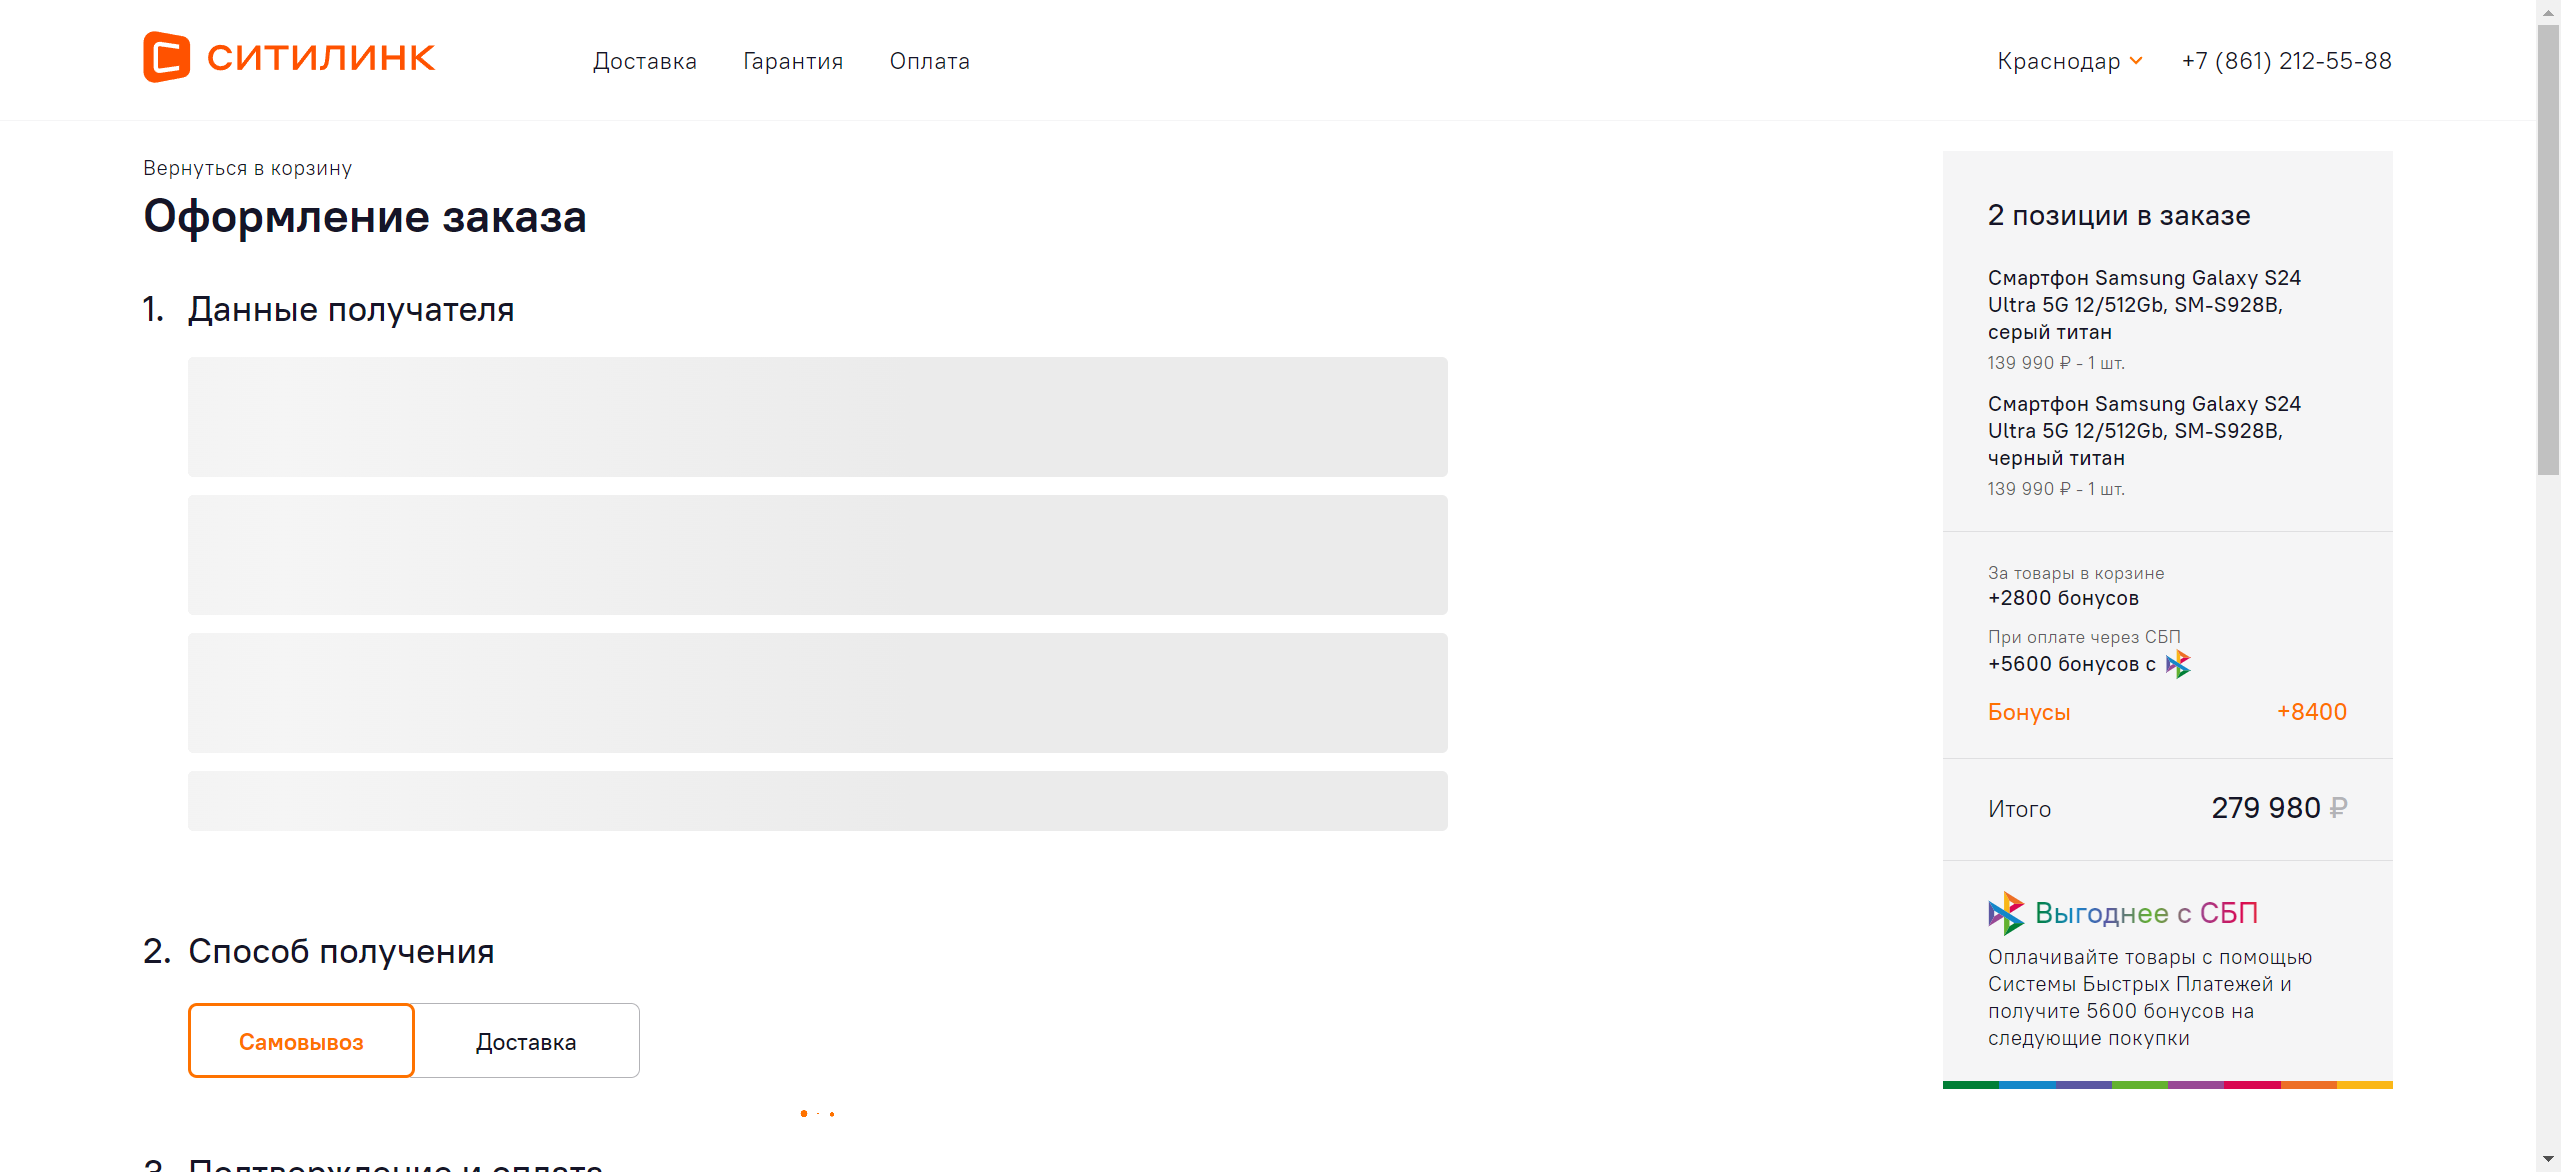 СИТИЛИНК
Доставка
Гарантия
Оплата
Краснодар
+7 (861) 212-55-88
Вернуться в корзину
Оформление заказа
1. Данные получателя
2. Способ получения
Самовывоз
Доставка
3. Подтверждение и оплата
2 позиции в заказе
Смартфон Samsung Galaxy S24
Ultra 5G 12/512Gb, SM-S928B,
серый титан
139 990 ₽ - 1 шт.
Смартфон Samsung Galaxy S24
Ultra 5G 12/512Gb, SM-S928B,
черный титан
139 990 ₽ - 1 шт.
За товары в корзине
+2800 бонусов
При оплате через СБП
+5600 бонусов с
Бонусы
+8400
Итого
279 980 ₽
Выгоднее с СБП
Оплачивайте товары с помощью
Системы Быстрых Платежей и
получите 5600 бонусов на
следующие покупки